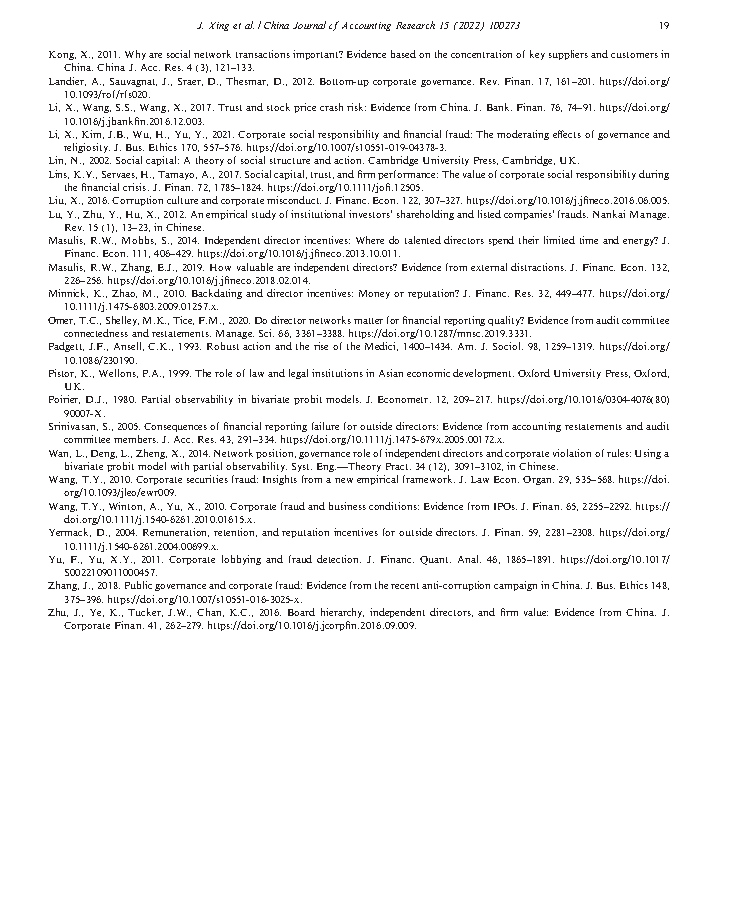 J. Xing et al. / China Journal of Accounting Research 15 (2022) 100273 19
Kong, X., 2011. Why are social network transactions important? Evidence based on the concentration of key suppliers and customers in
China. China J. Acc. Res. 4 (3), 121–133.
Landier, A., Sauvagnat, J., Sraer, D., Thesmar, D., 2012. Bottom-up corporate governance. Rev. Finan. 17, 161–201. https://doi.org/
10.1093/rof/rfs020.
Li, X., Wang, S.S., Wang, X., 2017. Trust and stock price crash risk: Evidence from China. J. Bank. Finan. 76, 74–91. https://doi.org/
10.1016/j.jbankfin.2016.12.003.
Li, X., Kim, J.B., Wu, H., Yu, Y., 2021. Corporate social responsibility and financial fraud: The moderating effects of governance and
religiosity. J. Bus. Ethics 170, 557–576. https://doi.org/10.1007/s10551-019-04378-3.
Lin, N., 2002. Social capital: A theory of social structure and action. Cambridge University Press, Cambridge, UK.
Lins, K.V., Servaes, H., Tamayo, A., 2017. Social capital, trust, and firm performance: The value of corporate social responsibility during
the financial crisis. J. Finan. 72, 1785–1824. https://doi.org/10.1111/jofi.12505.
Liu, X., 2016. Corruption culture and corporate misconduct. J. Financ. Econ. 122, 307–327. https://doi.org/10.1016/j.jfineco.2016.06.005.
Lu, Y., Zhu, Y., Hu, X., 2012. An empirical study of institutional investors' shareholding and listed companies' frauds. Nankai Manage.
Rev. 15 (1), 13–23, in Chinese.
Masulis, R.W., Mobbs, S., 2014. Independent director incentives: Where do talented directors spend their limited time and energy? J.
Financ. Econ. 111, 406–429. https://doi.org/10.1016/j.jfineco.2013.10.011.
Masulis, R.W., Zhang, E.J., 2019. How valuable are independent directors? Evidence from external distractions. J. Financ. Econ. 132,
226–256. https://doi.org/10.1016/j.jfineco.2018.02.014.
Minnick, K., Zhao, M., 2010. Backdating and director incentives: Money or reputation? J. Financ. Res. 32, 449–477. https://doi.org/
10.1111/j.1475-6803.2009.01257.x.
Omer, T.C., Shelley, M.K., Tice, F.M., 2020. Do director networks matter for financial reporting quality? Evidence from audit committee
connectedness and restatements. Manage. Sci. 66, 3361–3388. https://doi.org/10.1287/mnsc.2019.3331.
Padgett, J.F., Ansell, C.K., 1993. Robust action and the rise of the Medici, 1400–1434. Am. J. Sociol. 98, 1259–1319. https://doi.org/
10.1086/230190.
Pistor, K., Wellons, P.A., 1999. The role of law and legal institutions in Asian economic development. Oxford University Press, Oxford,
UK.
Poirier, D.J., 1980. Partial observability in bivariate probit models. J. Econometr. 12, 209–217. https://doi.org/10.1016/0304-4076(80)
90007-X.
Srinivasan, S., 2005. Consequences of financial reporting failure for outside directors: Evidence from accounting restatements and audit
committee members. J. Acc. Res. 43, 291–334. https://doi.org/10.1111/j.1475-679x.2005.00172.x.
Wan, L., Deng, L., Zheng, X., 2014. Network position, governance role of independent directors and corporate violation of rules: Using a
bivariate probit model with partial observability. Syst. Eng.—Theory Pract. 34 (12), 3091–3102, in Chinese.
Wang, T.Y., 2010. Corporate securities fraud: Insights from a new empirical framework. J. Law Econ. Organ. 29, 535–568. https://doi.
org/10.1093/jleo/ewr009.
Wang, T.Y., Winton, A., Yu, X., 2010. Corporate fraud and business conditions: Evidence from IPOs. J. Finan. 65, 2255–2292. https://
doi.org/10.1111/j.1540-6261.2010.01615.x.
Yermack, D., 2004. Remuneration, retention, and reputation incentives for outside directors. J. Finan. 59, 2281–2308. https://doi.org/
10.1111/j.1540-6261.2004.00699.x.
Yu, F., Yu, X.Y., 2011. Corporate lobbying and fraud detection. J. Financ. Quant. Anal. 46, 1865–1891. https://doi.org/10.1017/
S0022109011000457.
Zhang, J., 2018. Public governance and corporate fraud: Evidence from the recent anti-corruption campaign in China. J. Bus. Ethics 148,
375–396. https://doi.org/10.1007/s10551-016-3025-x.
Zhu, J., Ye, K., Tucker, J.W., Chan, K.C., 2016. Board hierarchy, independent directors, and firm value: Evidence from China. J.
Corporate Finan. 41, 262–279. https://doi.org/10.1016/j.jcorpfin.2016.09.009.